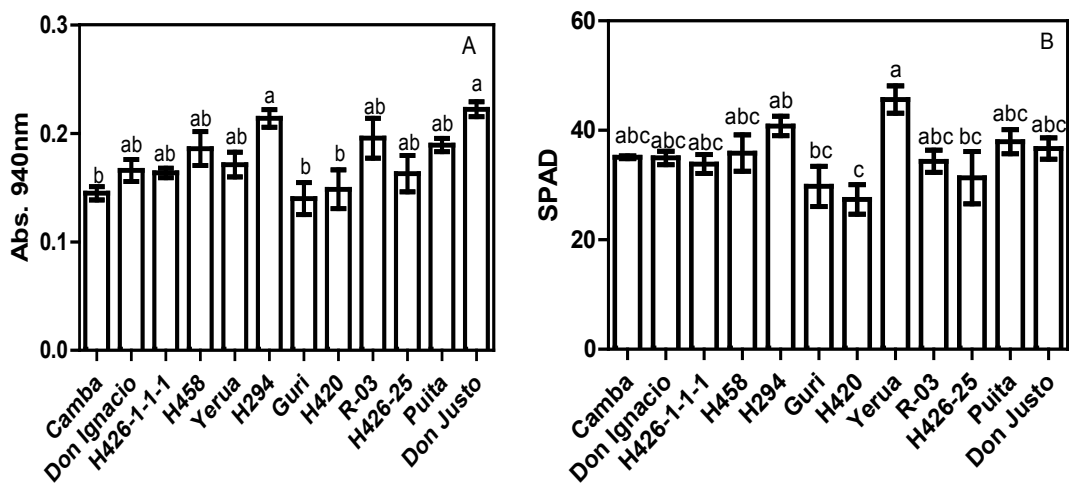 A
Abs. 940nm
0.3
0.2
0.1
0.0
b
ab
ab
ab
ab
a
b
b
ab
ab
ab
a
Camba
Don Ignacio
H426-1-1-1
H458
Yerua
H294
Guri
H420
R-03
H426-25
Puita
Don Justo
B
SPAD
60
40
20
0
abc
abc
abc
abc
ab
bc
c
a
abc
bc
abc
abc
Camba
Don Ignacio
H426-1-1-1
H458
H294
Guri
H420
Yerua
R-03
H426-25
Puita
Don Justo